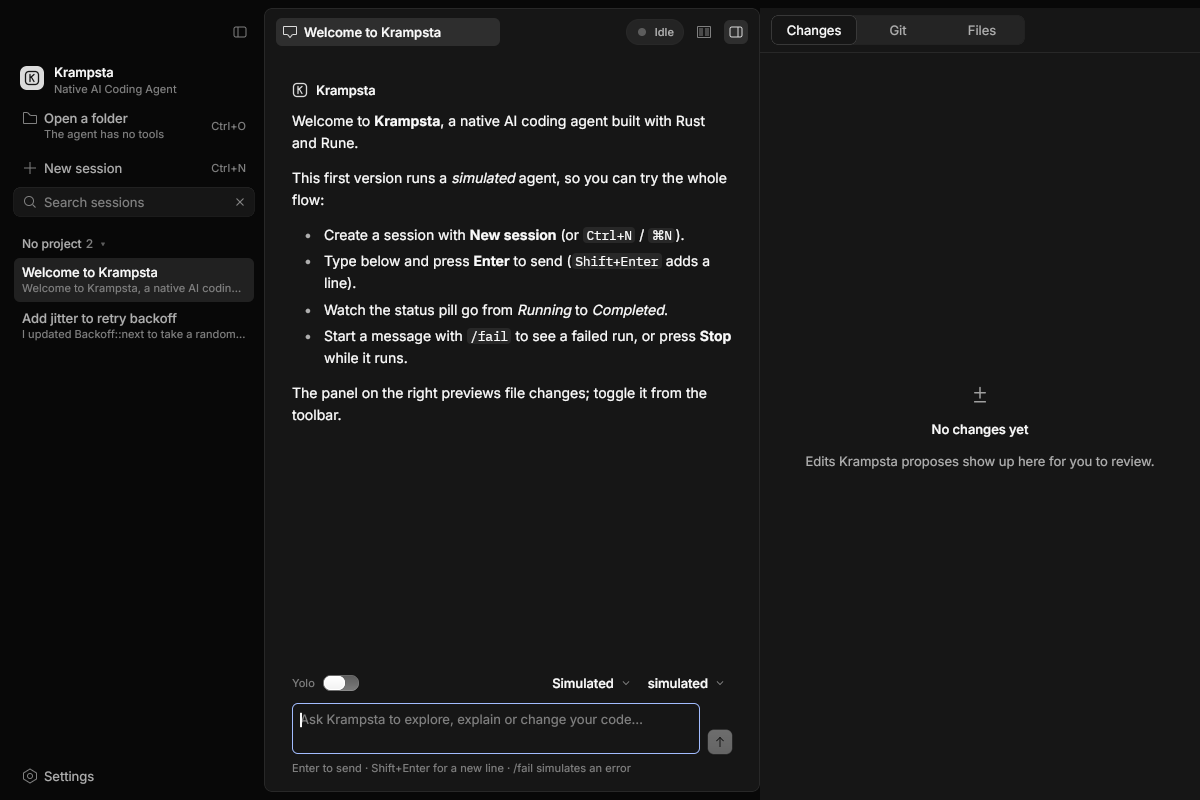 Krampsta
Native AI Coding Agent
Open a folder
The agent has no tools
Ctrl+O
New session
Ctrl+N
Search sessions
No project 2
Welcome to Krampsta
Welcome to Krampsta, a native AI codin...
Add jitter to retry backoff
I updated Backoff::next to take a random...
Settings
Welcome to Krampsta
Idle
Krampsta
Welcome to Krampsta, a native AI coding agent built with Rust
and Rune.
This first version runs a simulated agent, so you can try the whole
flow:
• Create a session with New session (or Ctrl+N / ⌘N).
• Type below and press Enter to send ( Shift+Enter adds a
line).
• Watch the status pill go from Running to Completed.
• Start a message with /fail to see a failed run, or press Stop
while it runs.
The panel on the right previews file changes; toggle it from the
toolbar.
Yolo
Simulated
simulated
Ask Krampsta to explore, explain or change your code...
Enter to send · Shift+Enter for a new line · /fail simulates an error
Changes
Git
Files
No changes yet
Edits Krampsta proposes show up here for you to review.